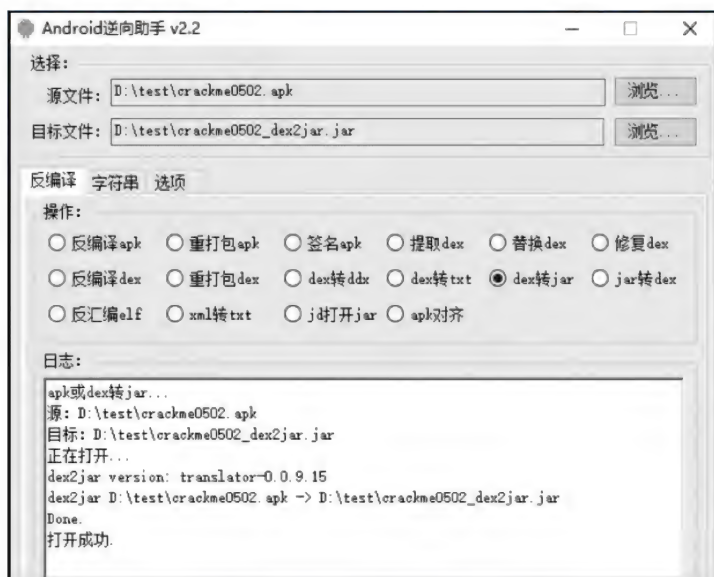 Android逆向助手 v2.2
选择:
源文件: D:\test\crackme0502.apk 浏览...
目标文件: D:\test\crackme0502_dex2jar.jar 浏览...
反编译 字符串 选项
操作:
反编译apk 重打包apk 签名apk 提取dex 替换dex 修复dex
反编译dex 重打包dex dex转ddx dex转txt dex转jar jar转dex
反汇编elf xml转txt jd打开jar apk对齐
日志:
apk或dex转jar...
源: D:\test\crackme0502.apk
目标: D:\test\crackme0502_dex2jar.jar
正在打开...
dex2jar version: translator-0.0.9.15
dex2jar D:\test\crackme0502.apk -> D:\test\crackme0502_dex2jar.jar
Done.
打开成功.